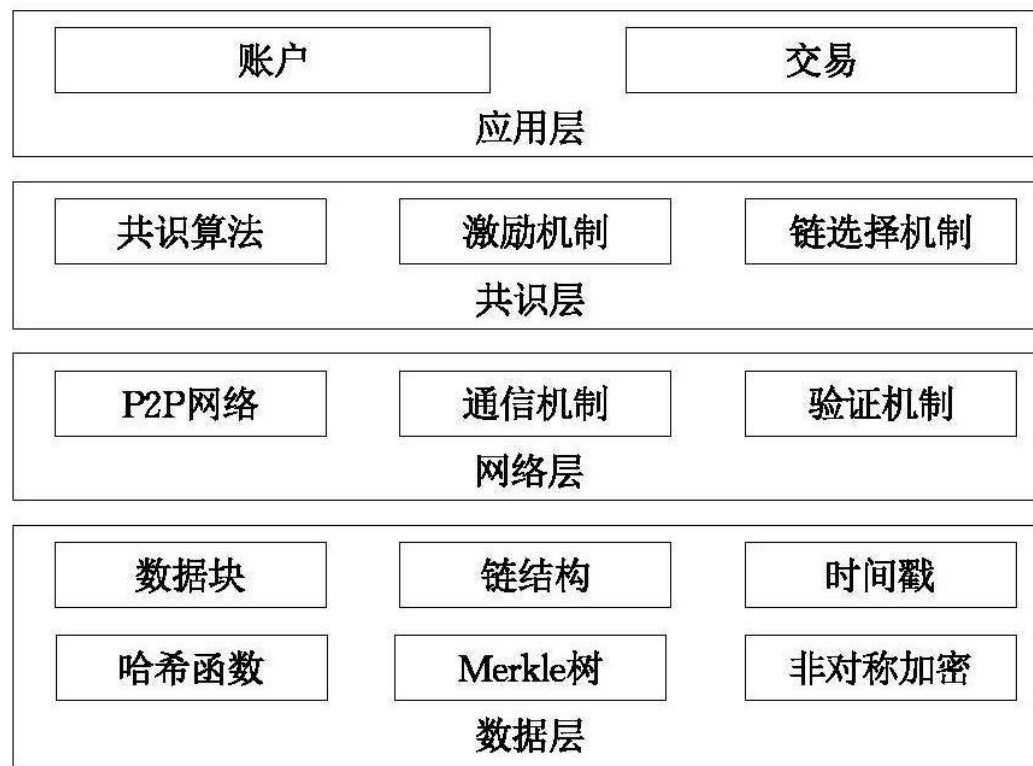 账户 交易
应用层
共识算法 激励机制 链选择机制
共识层
P2P网络 通信机制 验证机制
网络层
数据块 链结构 时间戳
哈希函数 Merkle树 非对称加密
数据层